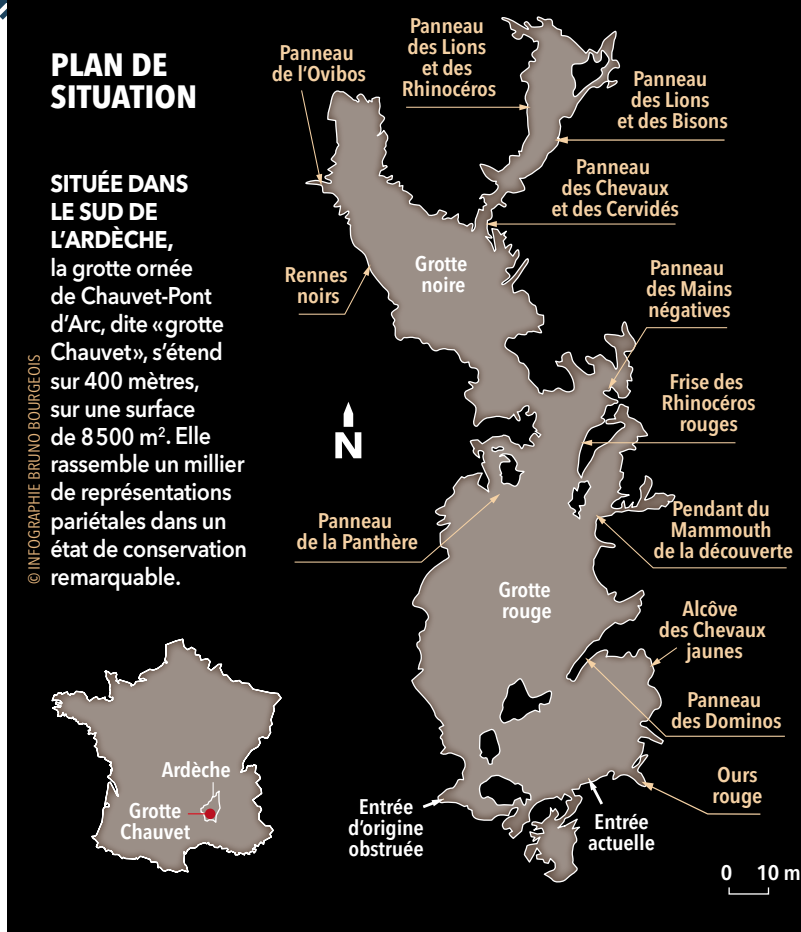 PLAN DE
SITUATION
SITUÉE DANS
LE SUD DE
L'ARDÈCHE,
la grotte ornée
de Chauvet-Pont
d'Arc, dite «grotte
Chauvet», s'étend
sur 400 mètres,
sur une surface
de 8500 m². Elle
rassemble un millier
de représentations
pariétales dans un
état de conservation
remarquable.
© INFOGRAPHIE BRUNO BOURGEOIS
Panneau
de l'Ovibos
Panneau
des Lions
et des
Rhinocéros
Panneau
des Lions
et des Bisons
Panneau
des Chevaux
et des Cervidés
Grotte
noire
Rennes
noirs
Panneau
des Mains
négatives
Frise des
Rhinocéros
rouges
N
Panneau
de la Panthère
Pendant du
Mammouth
de la découverte
Grotte
rouge
Alcôve
des Chevaux
jaunes
Panneau
des Dominos
Ours
rouge
Entrée
d'origine
obstruée
Entrée
actuelle
0 10 m
Ardèche
Grotte
Chauvet